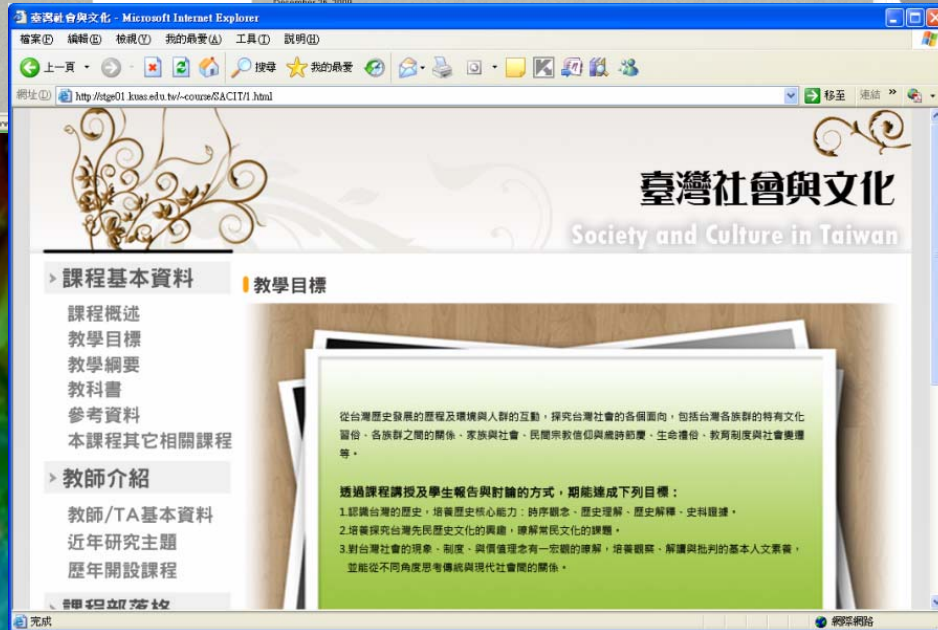 December 25, 2009
臺灣社會與文化 - Microsoft Internet Explorer
檔案(F) 編輯(E) 檢視(V) 我的最愛(A) 工具(T) 說明(H)
上一頁 搜尋 我的最愛
網址(D) http://stge01.kuas.edu.tw/~course/SACIT/1.html 移至 連結 »
臺灣社會與文化
Society and Culture in Taiwan
課程基本資料
課程概述
教學目標
教學綱要
教科書
參考資料
本課程其它相關課程
教師介紹
教師/TA基本資料
近年研究主題
歷年開設課程
課程部落格
教學目標
從台灣歷史發展的歷程及環境與人群的互動,探究台灣社會的各個面向,包括台灣各族群的特有文化
習俗、各族群之間的關係、家族與社會、民間宗教信仰與歲時節慶、生命禮俗、教育制度與社會變遷
等。
透過課程講授及學生報告與討論的方式,期能達成下列目標:
1.認識台灣的歷史,培養歷史核心能力:時序觀念、歷史理解、歷史解釋、史料證據。
2.培養探究台灣先民歷史文化的興趣,瞭解常民文化的課題。
3.對台灣社會的現象、制度、與價值理念有一宏觀的瞭解,培養觀察、解讀與批判的基本人文素養,
並能從不同角度思考傳統與現代社會間的關係。
完成 網際網路